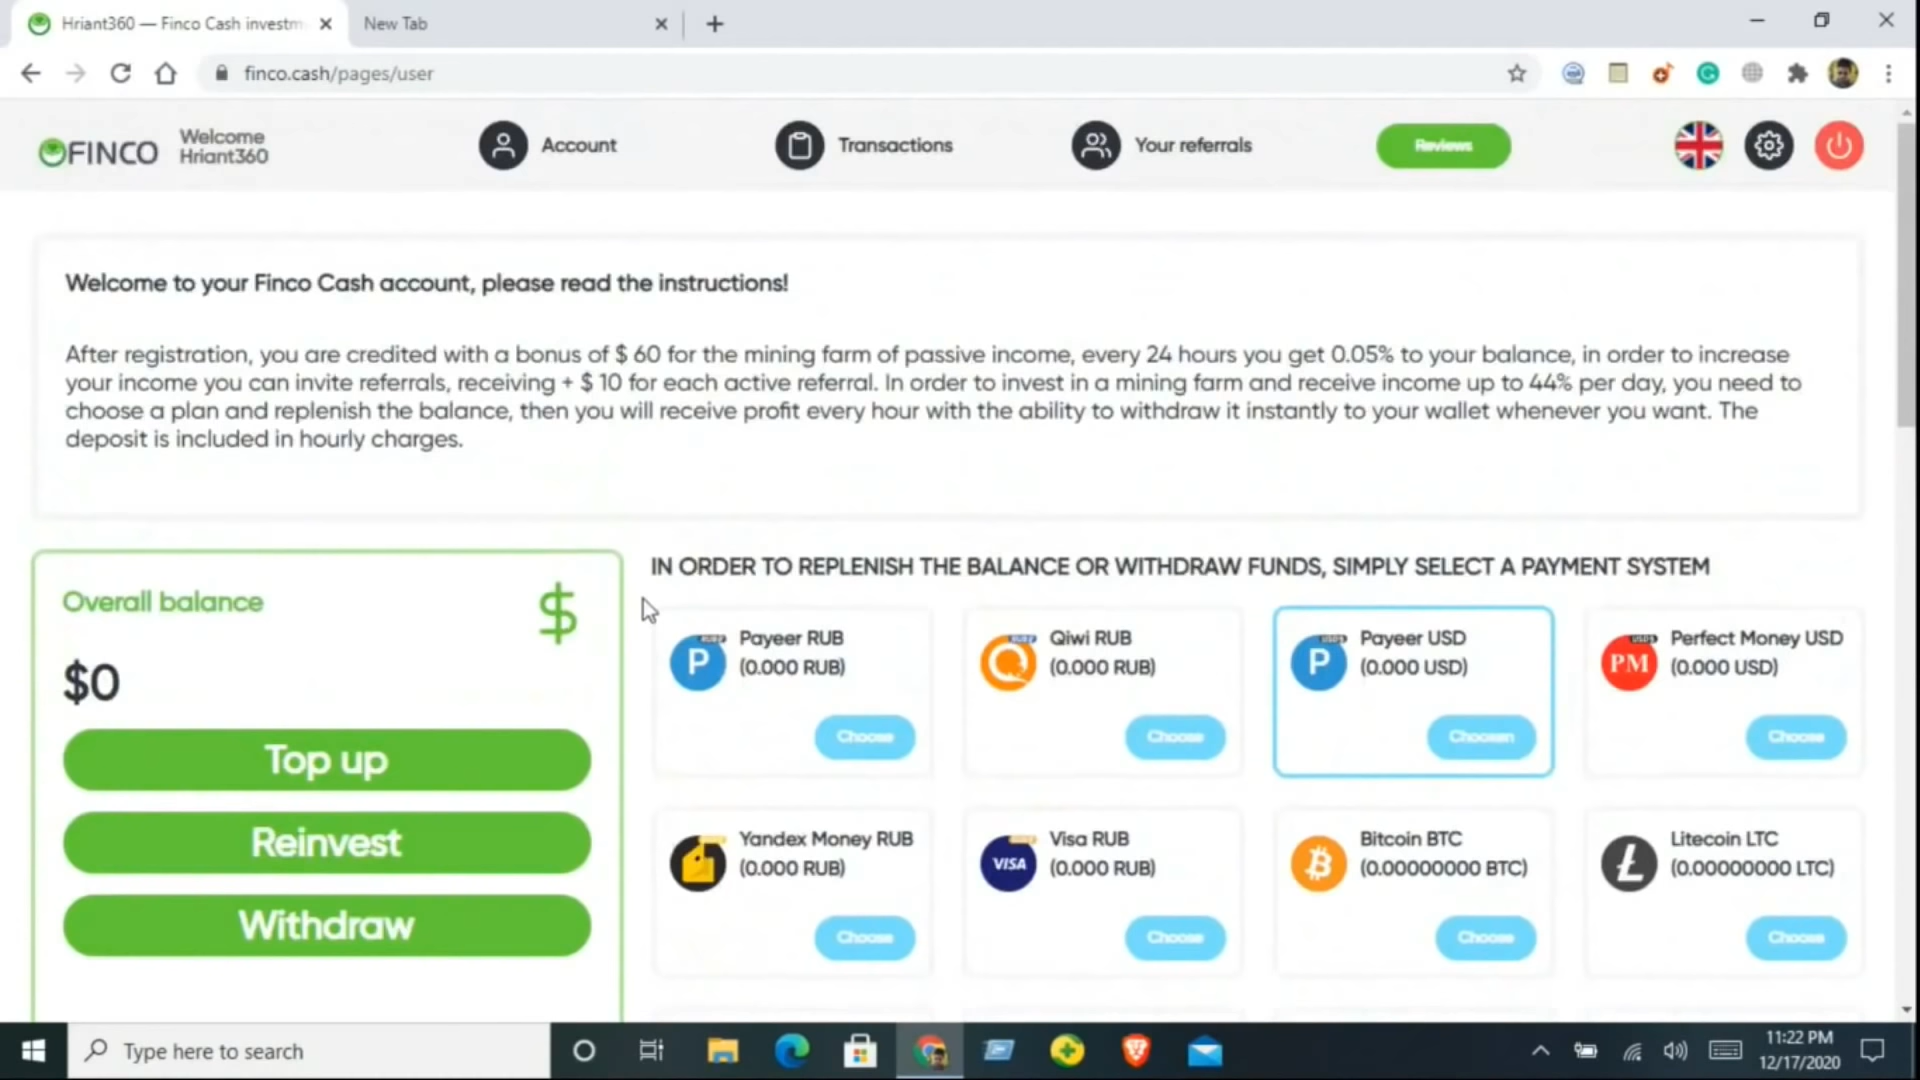 Hriant360 — Finco Cash investm
New Tab
finco.cash/pages/user
FINCO
Welcome
Hriant360
Account
Transactions
Your referrals
Reviews
Welcome to your Finco Cash account, please read the instructions!
After registration, you are credited with a bonus of $ 60 for the mining farm of passive income, every 24 hours you get 0.05% to your balance, in order to increase
your income you can invite referrals, receiving + $ 10 for each active referral. In order to invest in a mining farm and receive income up to 44% per day, you need to
choose a plan and replenish the balance, then you will receive profit every hour with the ability to withdraw it instantly to your wallet whenever you want. The
deposit is included in hourly charges.
Overall balance
$
$0
Top up
Reinvest
Withdraw
IN ORDER TO REPLENISH THE BALANCE OR WITHDRAW FUNDS, SIMPLY SELECT A PAYMENT SYSTEM
P
Payeer RUB
(0.000 RUB)
Choose
Qiwi RUB
(0.000 RUB)
Choose
P
Payeer USD
(0.000 USD)
Choosen
PM
Perfect Money USD
(0.000 USD)
Choose
Yandex Money RUB
(0.000 RUB)
Choose
VISA
Visa RUB
(0.000 RUB)
Choose
Bitcoin BTC
(0.00000000 BTC)
Choose
Litecoin LTC
(0.00000000 LTC)
Choose
Type here to search
11:22 PM
12/17/2020